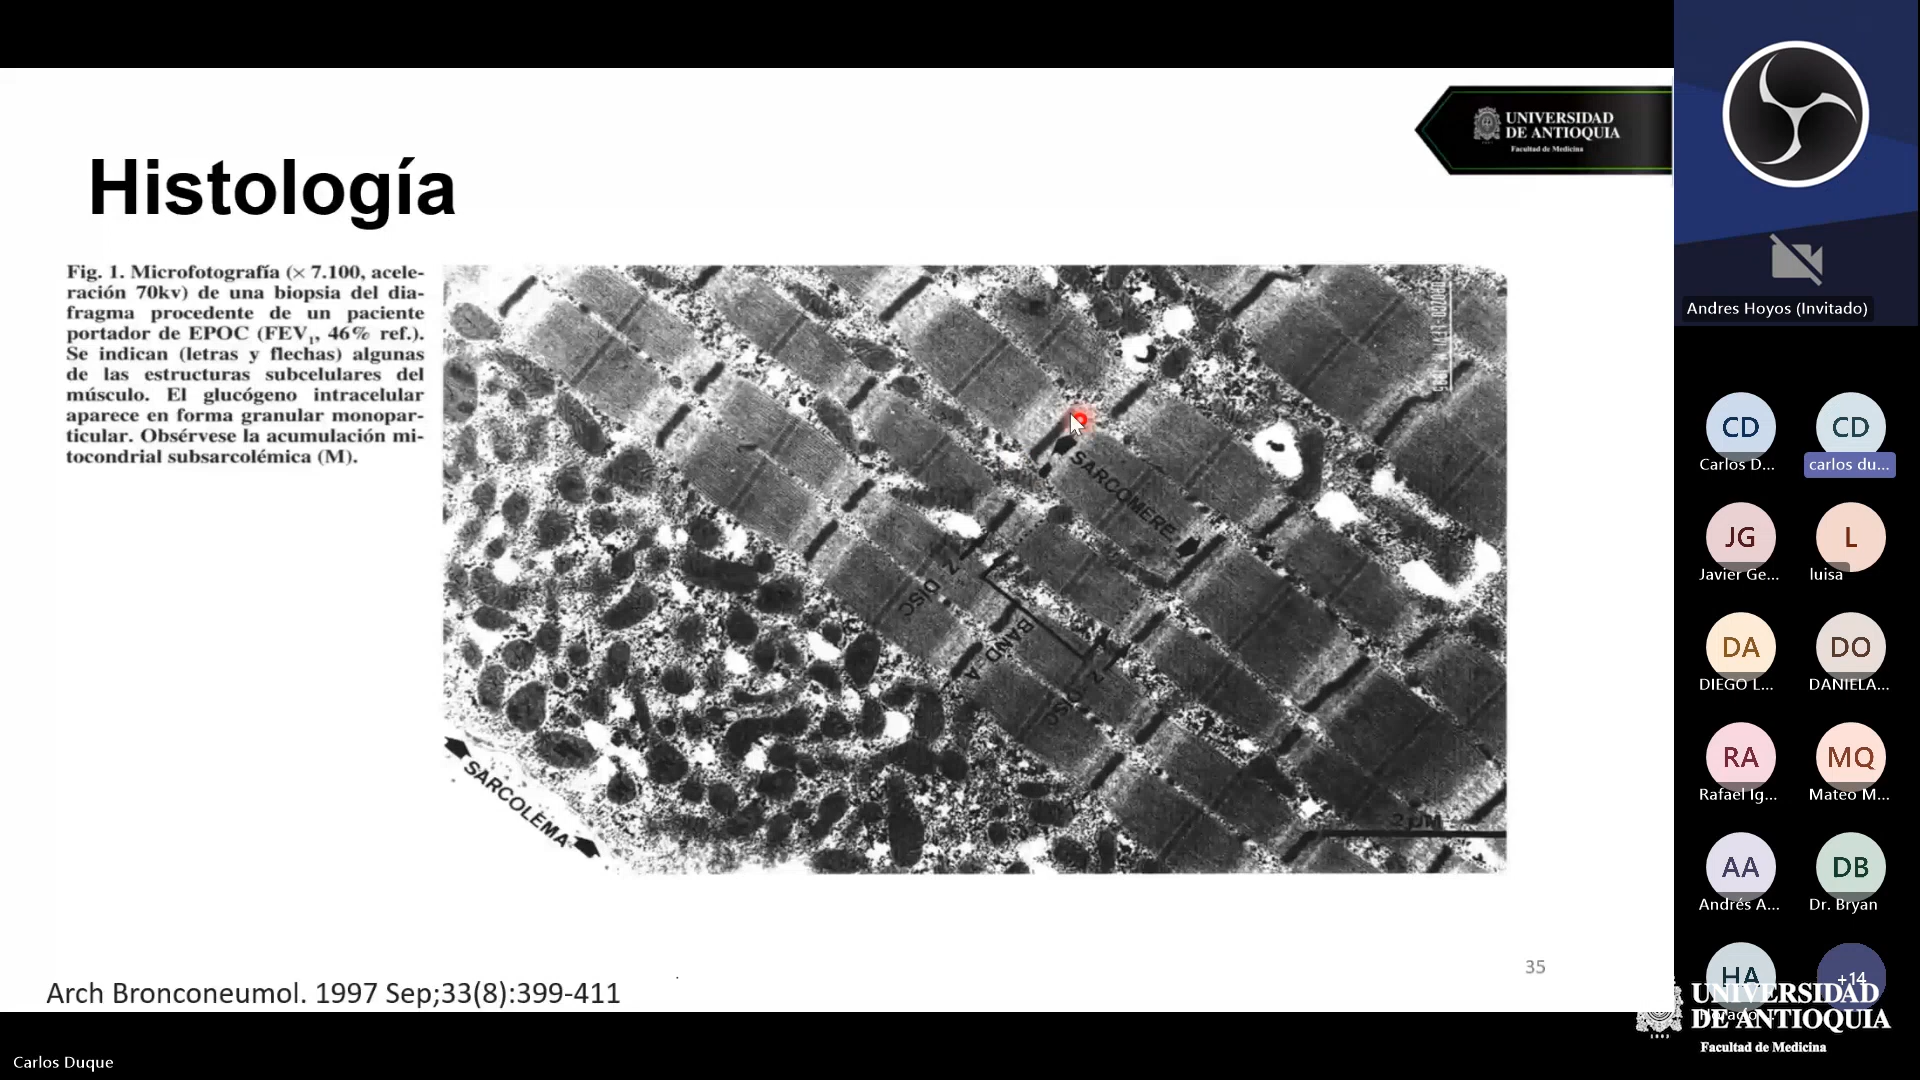 UNIVERSIDAD
DE ANTIOQUIA
Facultad de Medicina
Histología
Fig. 1. Microfotografía (× 7.100, acele-
ración 70kv) de una biopsia del dia-
fragma procedente de un paciente
portador de EPOC (FEV1, 46% ref.).
Se indican (letras y flechas) algunas
de las estructuras subcelulares del
músculo. El glucógeno intracelular
aparece en forma granular monopar-
ticular. Obsérvese la acumulación mi-
tocondrial subsarcolémica (M).
SARCOMERE
Z DISC
BAND A
Z DISC
SARCOLEMA
2 µM
35
Arch Bronconeumol. 1997 Sep;33(8):399-411
Andres Hoyos (Invitado)
CD
CD
Carlos D...
carlos du...
JG
L
Javier Ge...
luisa
DA
DO
DIEGO L...
DANIELA...
RA
MQ
Rafael Ig...
Mateo M...
AA
DB
Andrés A...
Dr. Bryan
HA
+14
UNIVERSIDAD
DE ANTIOQUIA
Facultad de Medicina
Carlos Duque